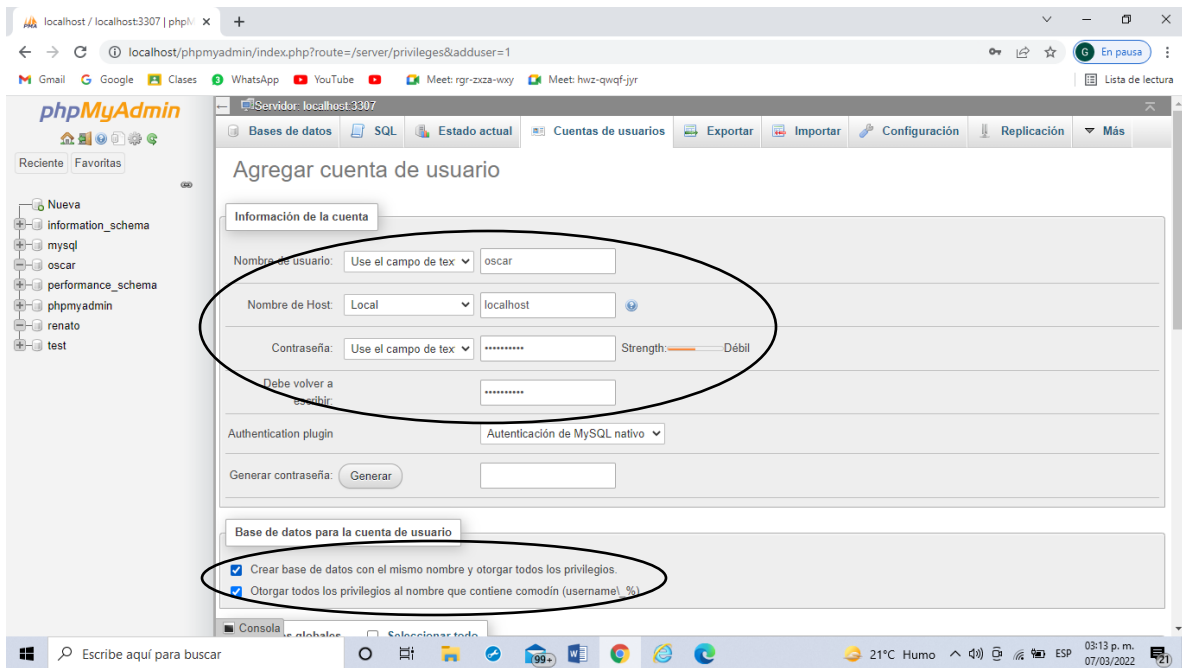 localhost / localhost:3307 | phpM
localhost/phpmyadmin/index.php?route=/server/privileges&adduser=1
G En pausa
Gmail Google Clases WhatsApp YouTube Meet: rgr-zxza-wxy Meet: hwz-qwqf-jyr Lista de lectura
phpMyAdmin
Reciente Favoritas
Nueva
information_schema
mysql
oscar
performance_schema
phpmyadmin
renato
test
Servidor: localhost:3307
Bases de datos SQL Estado actual Cuentas de usuarios Exportar Importar Configuración Replicación Más
Agregar cuenta de usuario
Información de la cuenta
Nombre de usuario: Use el campo de tex oscar
Nombre de Host: Local localhost
Contraseña: Use el campo de tex •••••••••• Strength: Débil
Debe volver a
escribir: ••••••••••
Authentication plugin Autenticación de MySQL nativo
Generar contraseña: Generar
Base de datos para la cuenta de usuario
Crear base de datos con el mismo nombre y otorgar todos los privilegios.
Otorgar todos los privilegios al nombre que contiene comodín (username\_%).
Consola globales Seleccionar todo
Escribe aquí para buscar
99+
21°C Humo
ESP
03:13 p. m.
07/03/2022
21